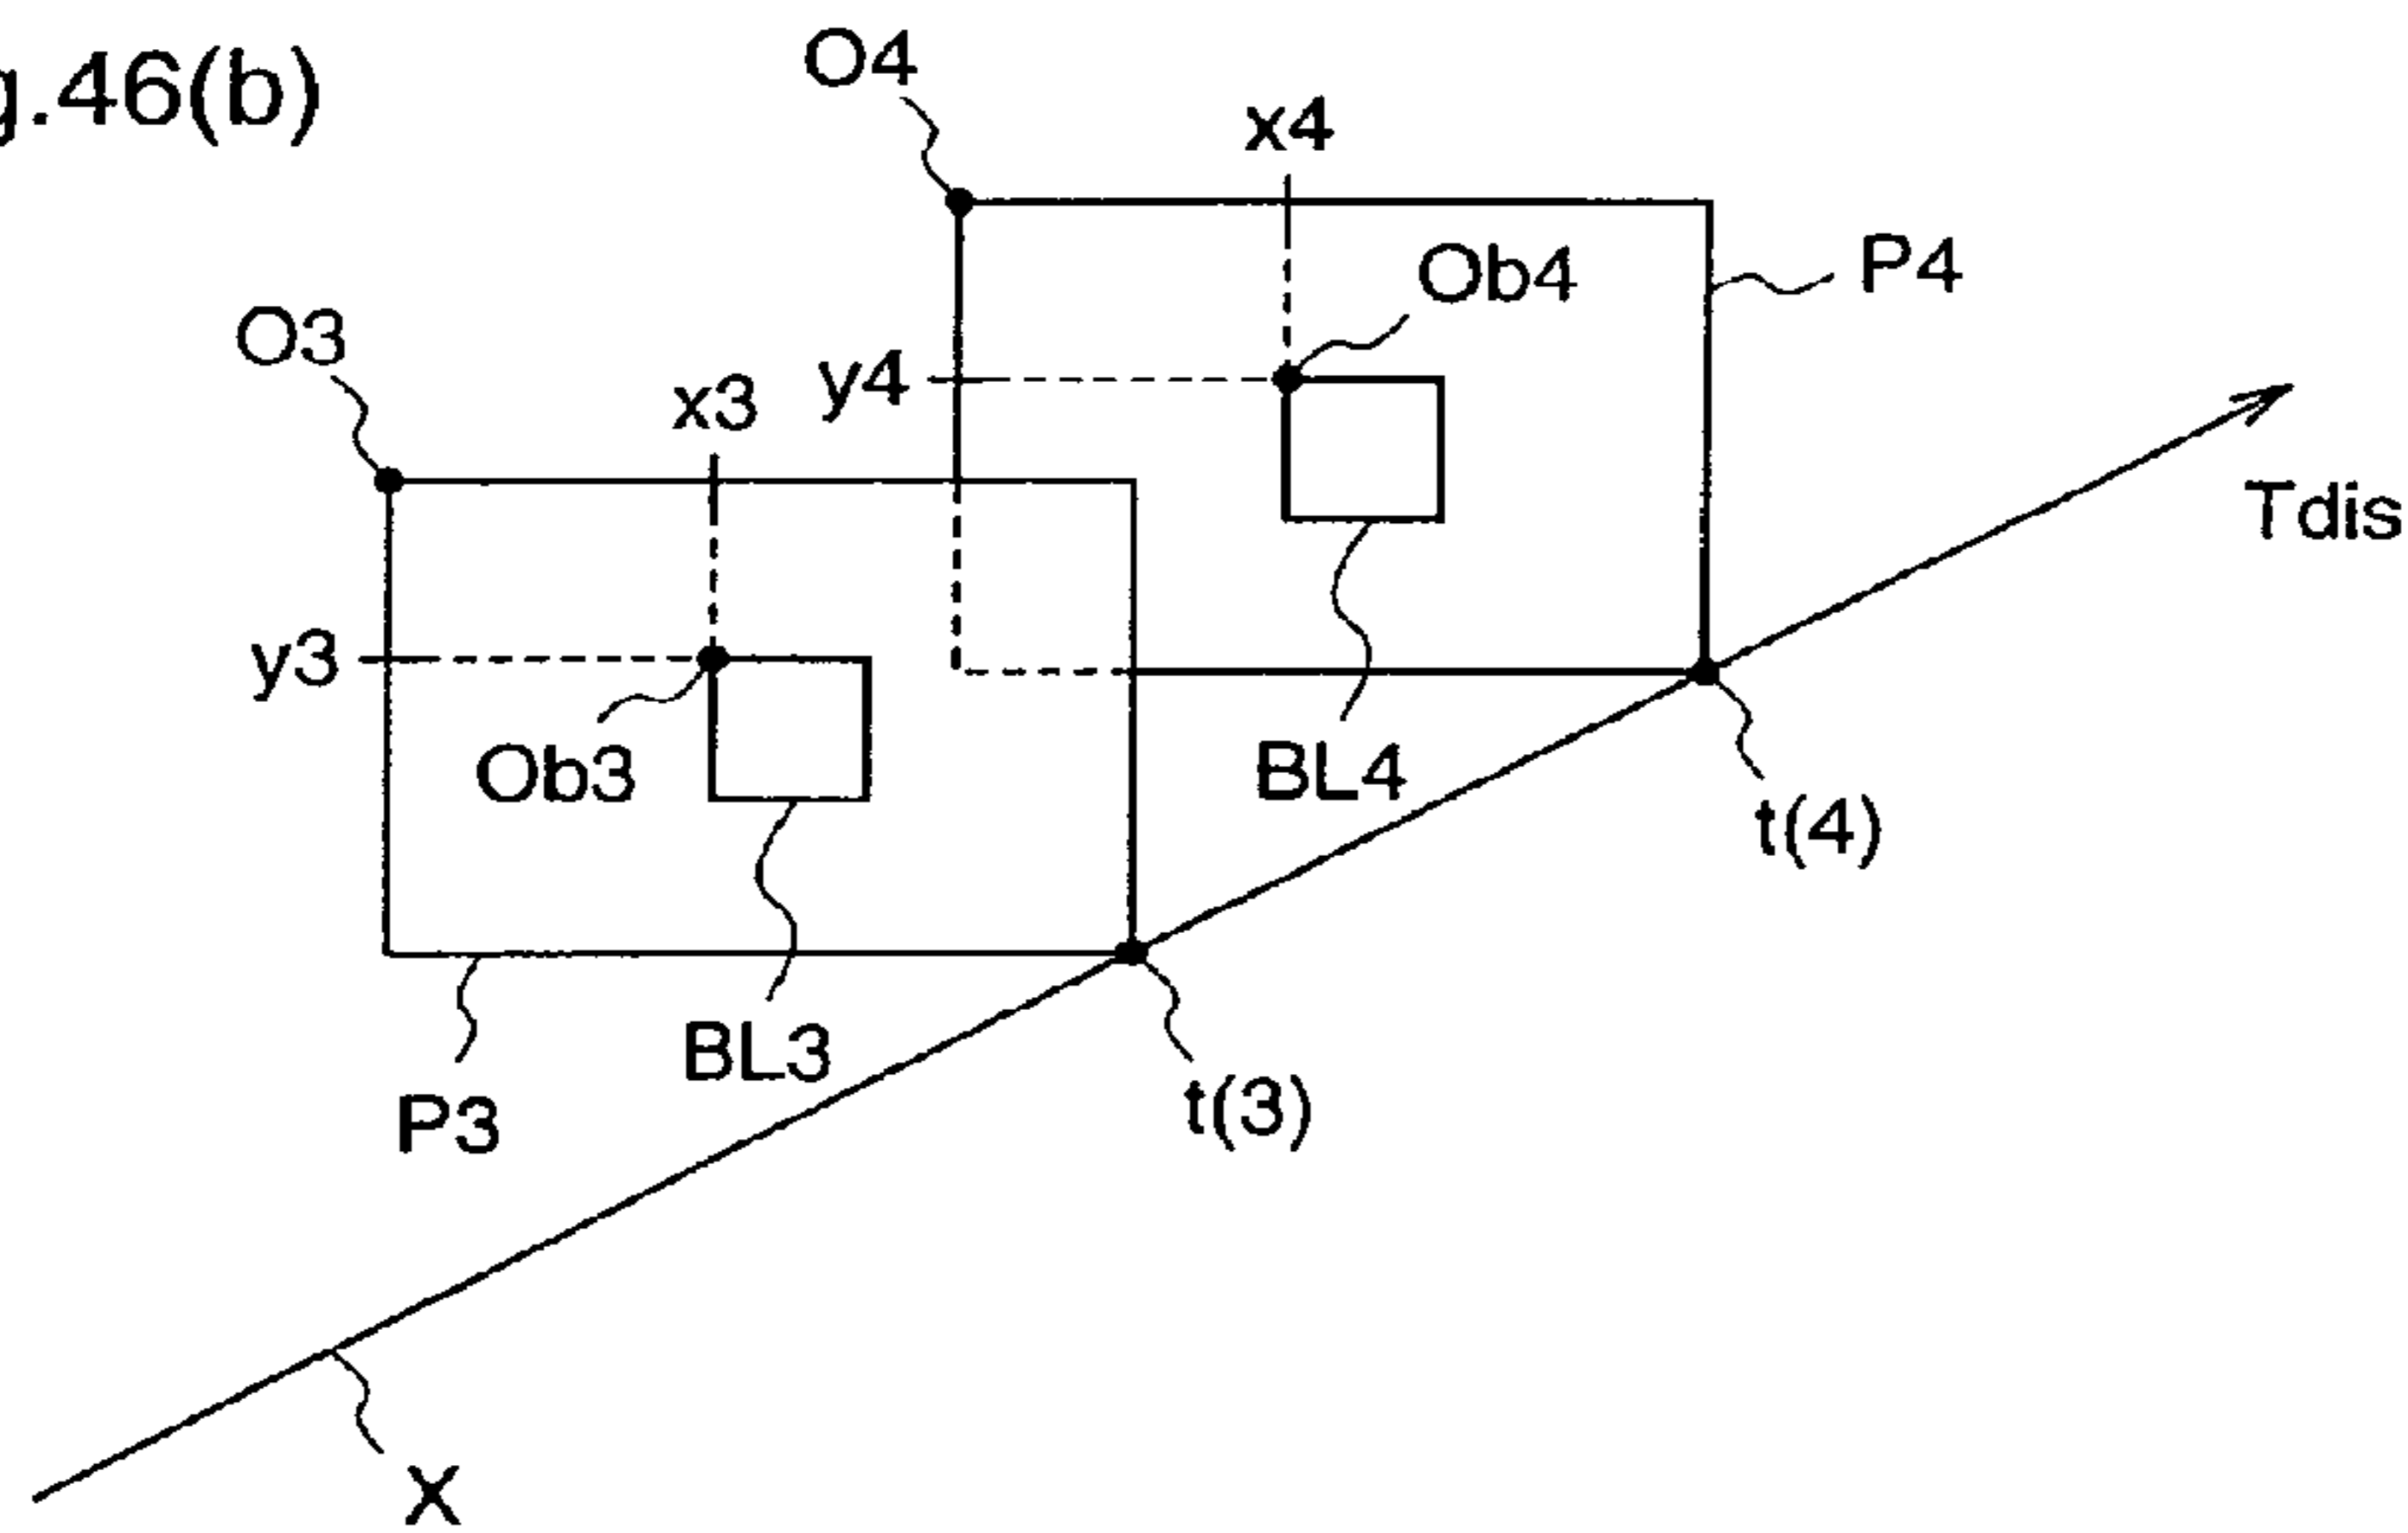 g.46(b)
O4
x4
P4
Ob4
O3
x3
y4
Tdis
y3
Ob3
BL4
t(4)
BL3
t(3)
P3
X